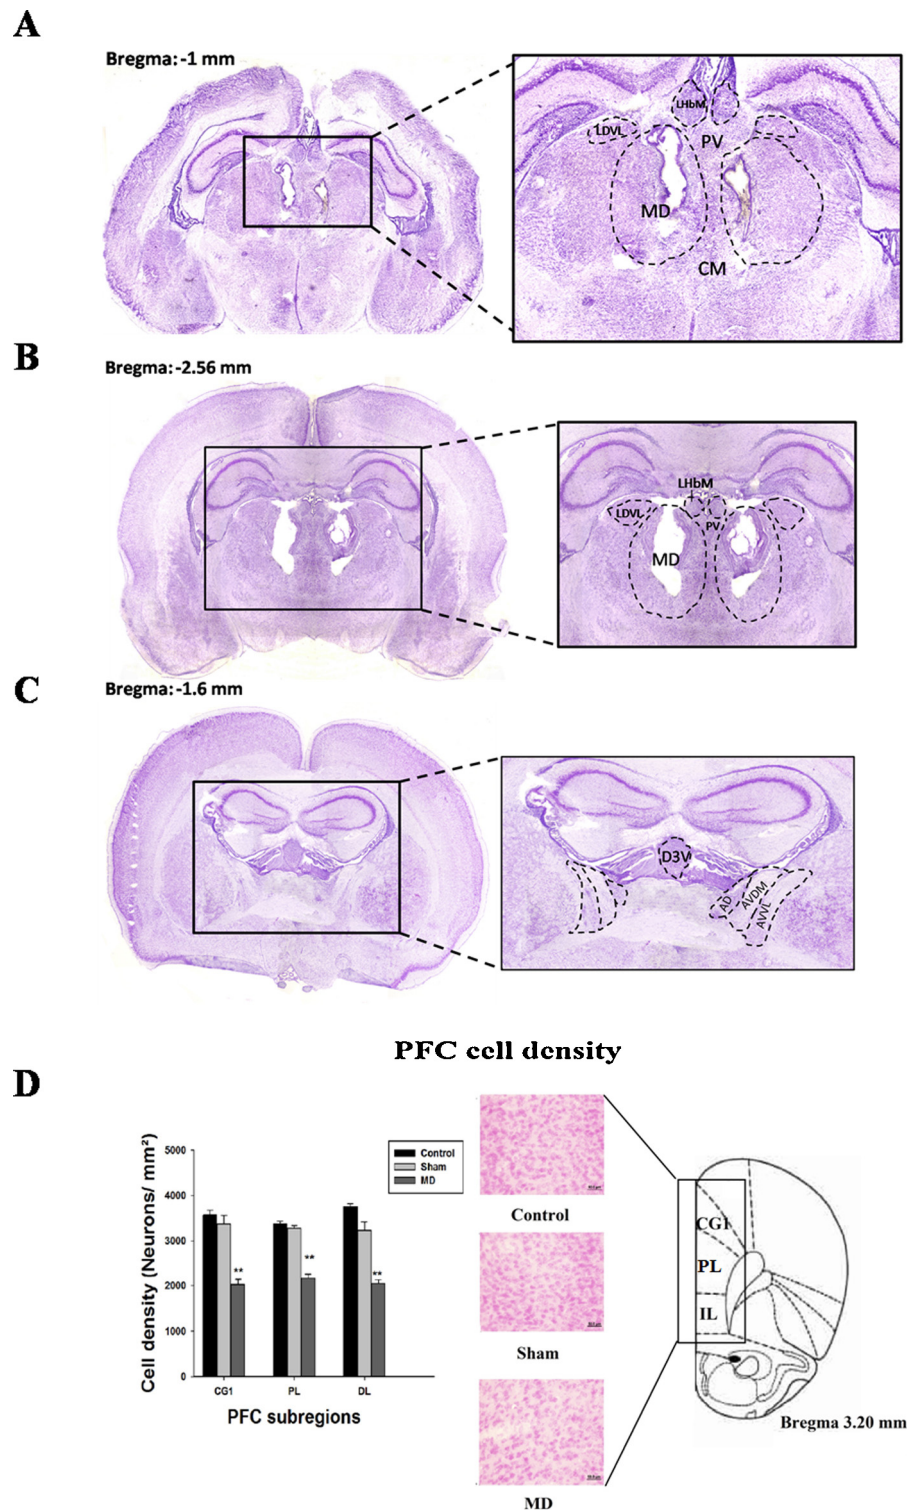 A
Bregma: -1 mm
LHbM
LDVL
PV
MD
CM
B
Bregma: -2.56 mm
LHbM
LDVL
PV
MD
C
Bregma: -1.6 mm
D3V
AD
AVDM
AVVL
PFC cell density
D
Cell density (Neurons/ mm²)
5000
4000
3000
2000
1000
0
Control
Sham
MD
**
**
**
CG1
PL
DL
PFC subregions
Control
Sham
MD
CG1
PL
IL
Bregma 3.20 mm